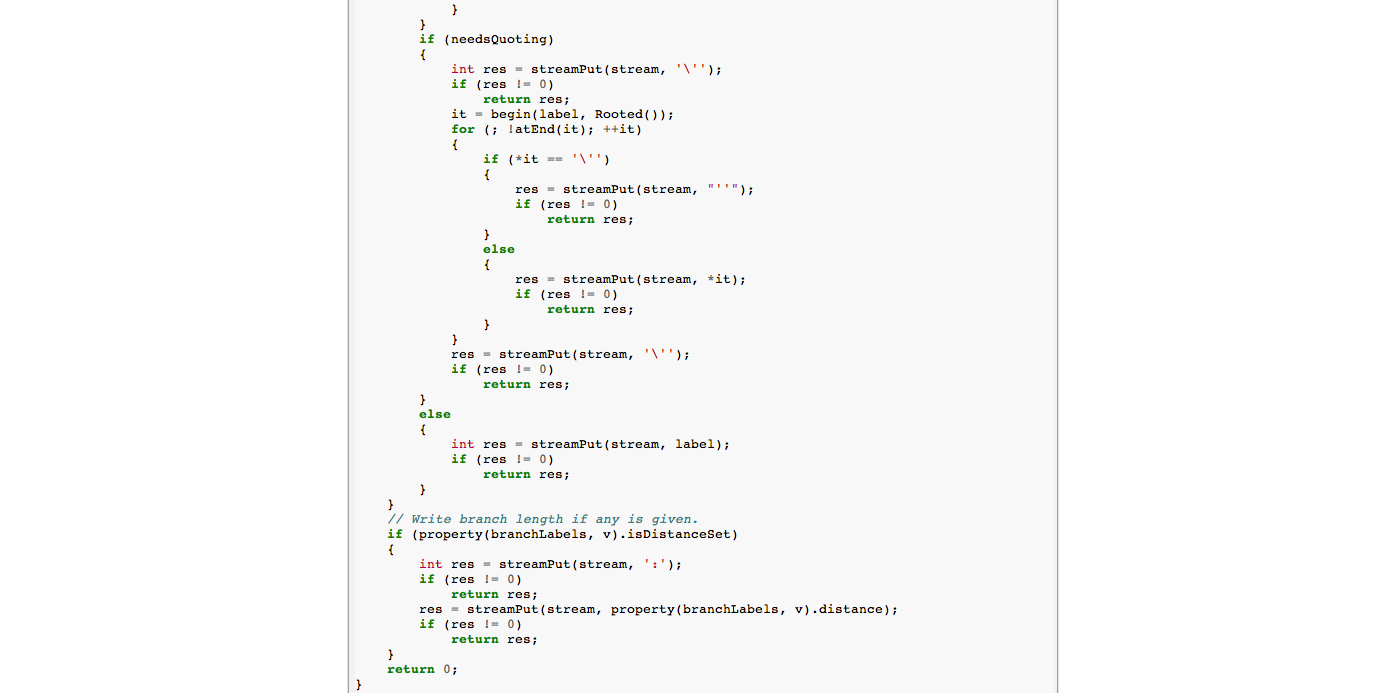 }
        }
        if (needsQuoting)
        {
            int res = streamPut(stream, '\'');
            if (res != 0)
                return res;
            it = begin(label, Rooted());
            for (; !atEnd(it); ++it)
            {
                if (*it == '\'')
                {
                    res = streamPut(stream, "''");
                    if (res != 0)
                        return res;
                }
                else
                {
                    res = streamPut(stream, *it);
                    if (res != 0)
                        return res;
                }
            }
            res = streamPut(stream, '\'');
            if (res != 0)
                return res;
        }
        else
        {
            int res = streamPut(stream, label);
            if (res != 0)
                return res;
        }
    }
    // Write branch length if any is given.
    if (property(branchLabels, v).isDistanceSet)
    {
        int res = streamPut(stream, ':');
        if (res != 0)
            return res;
        res = streamPut(stream, property(branchLabels, v).distance);
        if (res != 0)
            return res;
    }
    return 0;
}